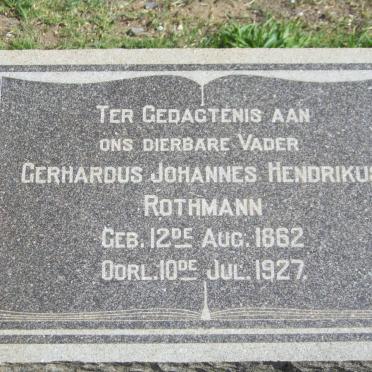 TER GEDACTENIS AAN
ONS DIERBARE VADER
GERHARDUS JOHANNES HENDRIKUS
ROTHMANN
GEB. 12DE AUG. 1862
OORL. 10DE JUL. 1927.